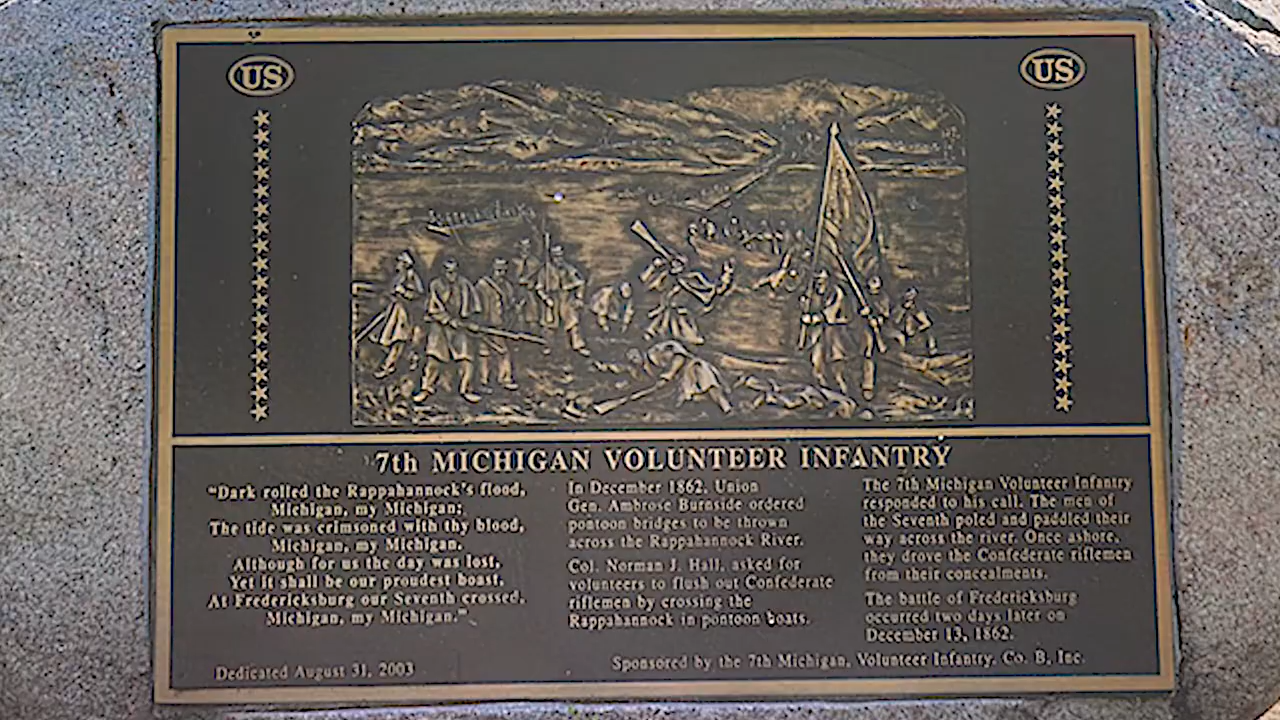 US
US
7th MICHIGAN VOLUNTEER INFANTRY
"Dark rolled the Rappahannock's flood,
Michigan, my Michigan;
The tide was crimsoned with thy blood,
Michigan, my Michigan.
Although for us the day was lost,
Yet it shall be our proudest boast,
At Fredericksburg our Seventh crossed,
Michigan, my Michigan."
In December 1862, Union
Gen. Ambrose Burnside ordered
pontoon bridges to be thrown
across the Rappahannock River.
Col. Norman J. Hall, asked for
volunteers to flush out Confederate
riflemen by crossing the
Rappahannock in pontoon boats.
The 7th Michigan Volunteer Infantry
responded to his call. The men of
the Seventh poled and paddled their
way across the river. Once ashore,
they drove the Confederate riflemen
from their concealments.
The battle of Fredericksburg
occurred two days later on
December 13, 1862.
Dedicated August 31, 2003
Sponsored by the 7th Michigan, Volunteer Infantry, Co. B, Inc.